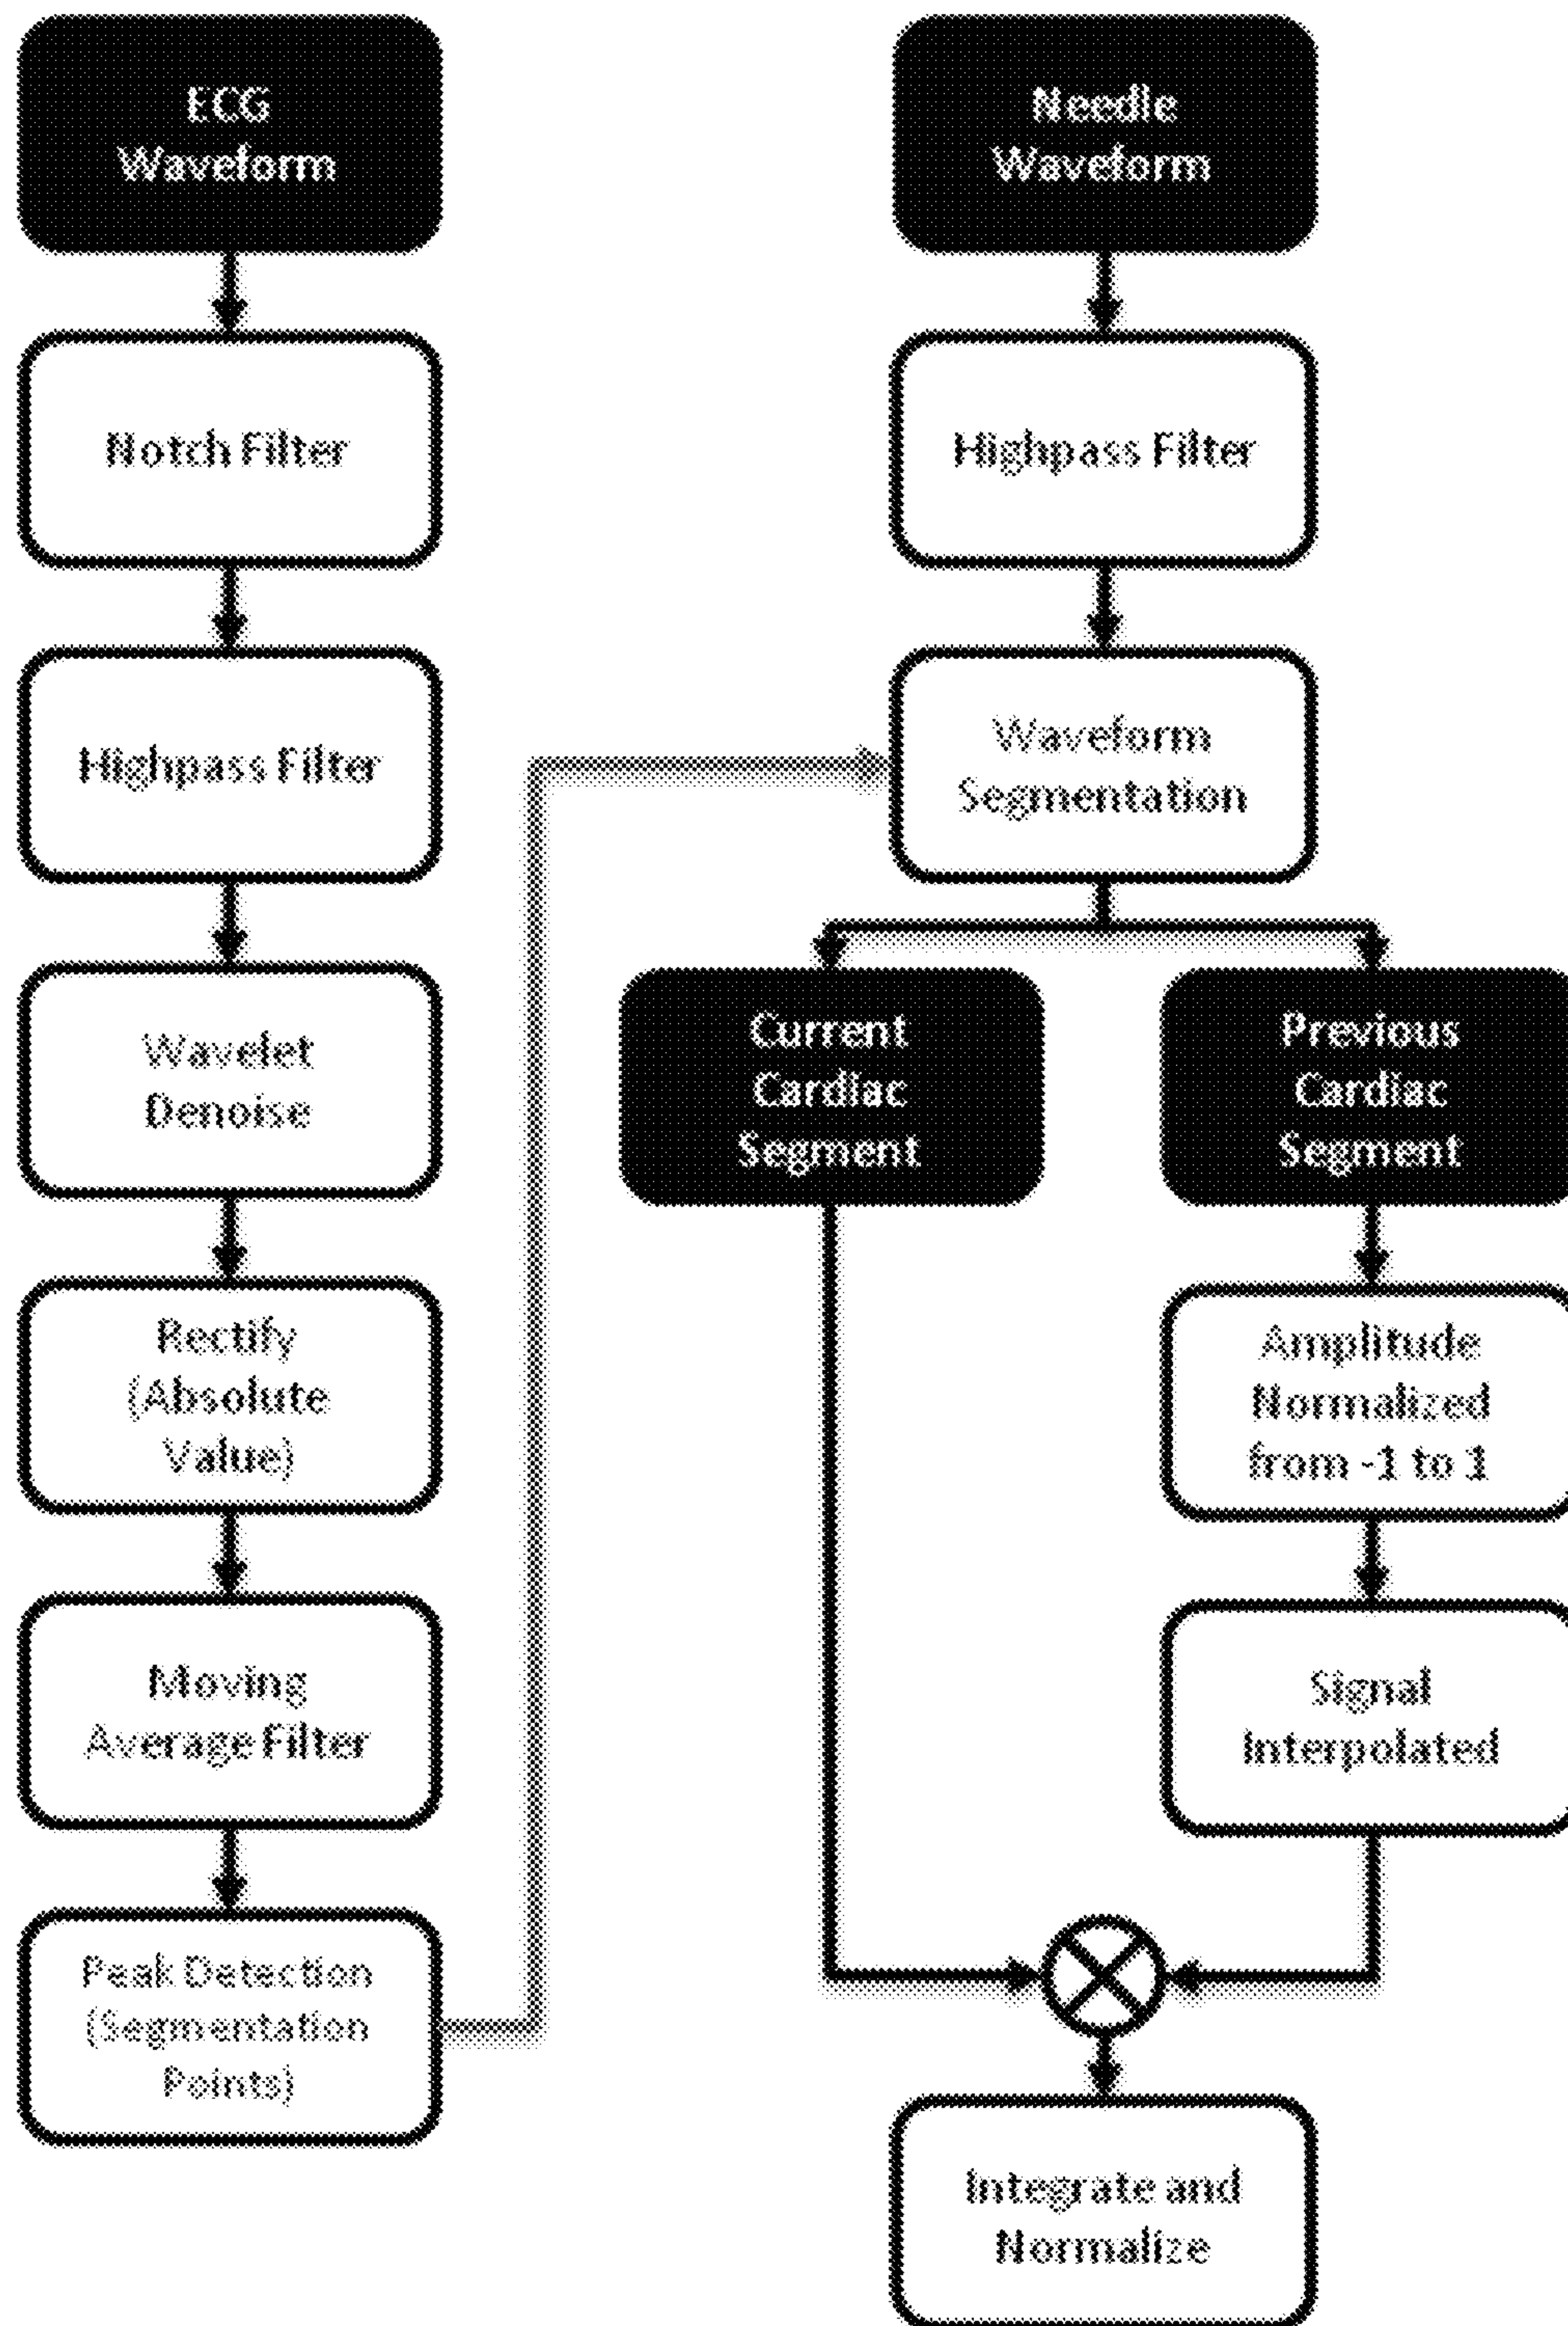 ECG
Waveform
Notch Filter
Highpass Filter
Wavelet
Denoise
Rectify
(Absolute
Value)
Moving
Average Filter
Peak Detection
(Segmentation
Points)
Needle
Waveform
Highpass Filter
Waveform
Segmentation
Current
Cardiac
Segment
Previous
Cardiac
Segment
Amplitude
Normalized
from -1 to 1
Signal
Interpolated
Integrate and
Normalize